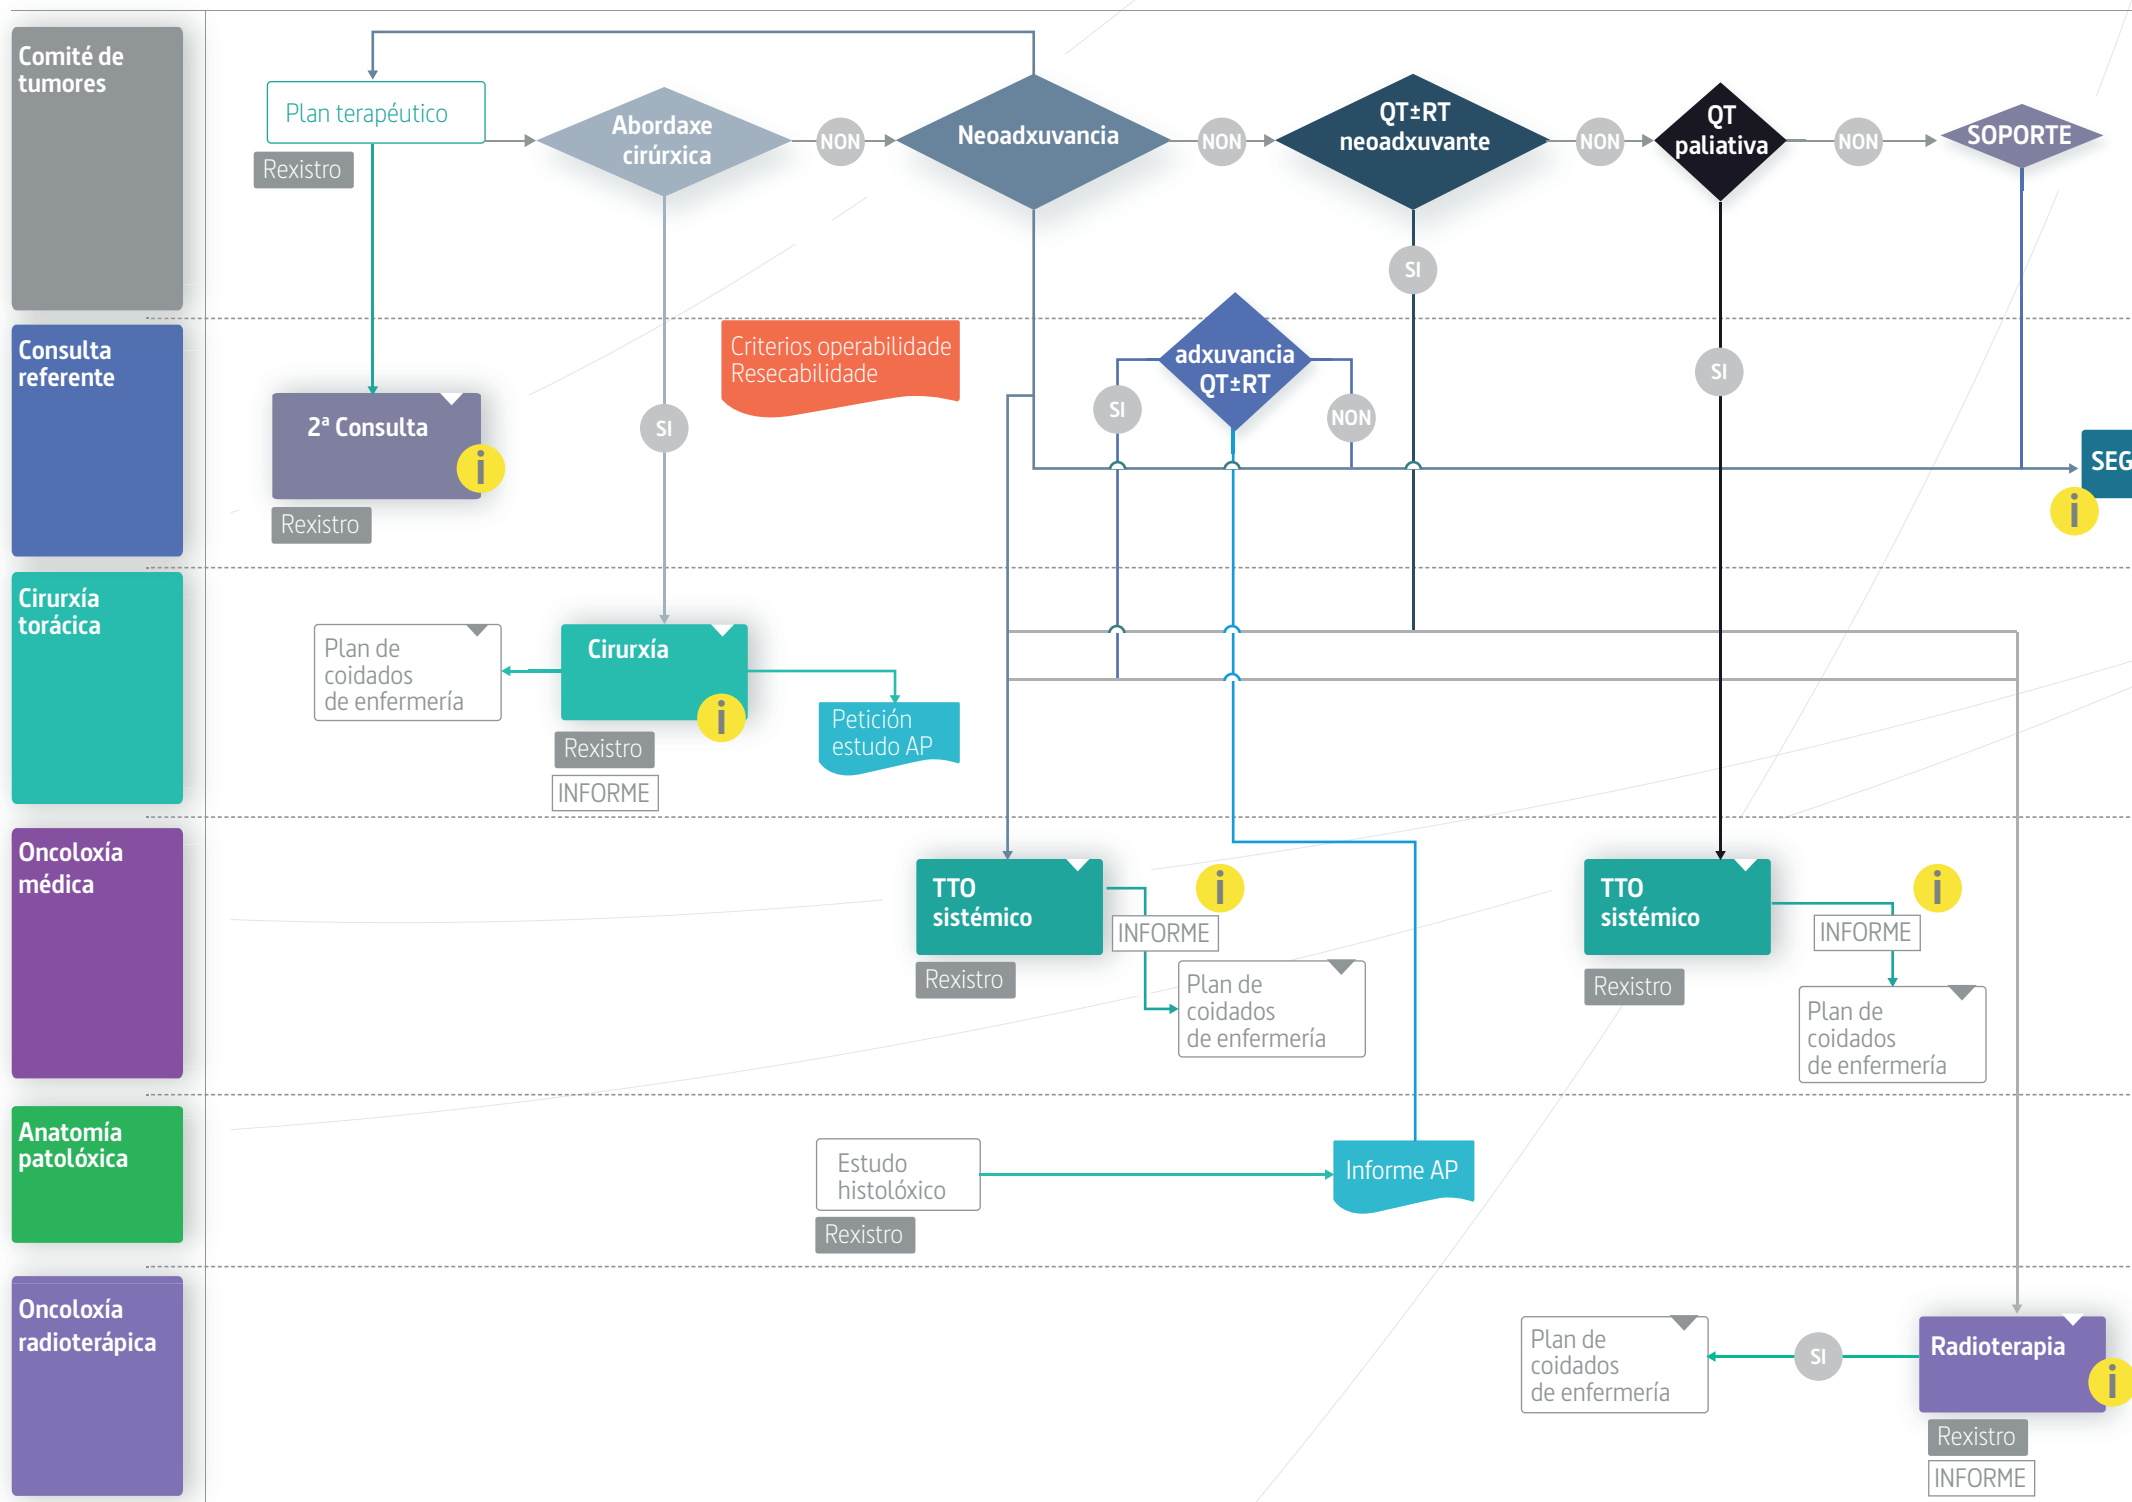 Comité de
tumores
Plan terapéutico
Rexistro
Abordaxe
cirúrxica
NON
Neoadxuvancia
NON
QT±RT
neoadxuvante
NON
QT
paliativa
NON
SOPORTE
SI
Consulta
referente
2ª Consulta
i
Rexistro
SI
Criterios operabilidade
Resecabilidade
adxuvancia
QT±RT
SI
NON
SI
SEG
i
Cirurxía
torácica
Plan de
coidados
de enfermería
Cirurxía
i
Rexistro
INFORME
Petición
estudo AP
Oncoloxía
médica
TTO
sistémico
Rexistro
INFORME
i
Plan de
coidados
de enfermería
TTO
sistémico
Rexistro
INFORME
i
Plan de
coidados
de enfermería
Anatomía
patolóxica
Estudo
histolóxico
Rexistro
Informe AP
Oncoloxía
radioterápica
Plan de
coidados
de enfermería
SI
Radioterapia
i
Rexistro
INFORME